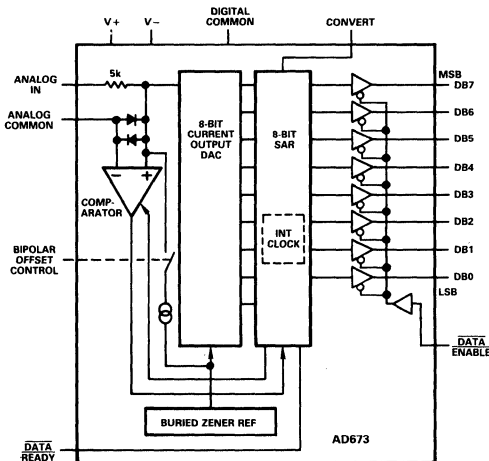 V+
V−
DIGITAL
COMMON
CONVERT
ANALOG
IN
5k
ANALOG
COMMON
8-BIT
CURRENT
OUTPUT
DAC
8-BIT
SAR
INT
CLOCK
MSB
DB7
DB6
DB5
DB4
DB3
DB2
DB1
DB0
LSB
−
+
COMP-
ARATOR
BIPOLAR
OFFSET
CONTROL
DATA
ENABLE
BURIED ZENER REF
AD673
DATA
READY